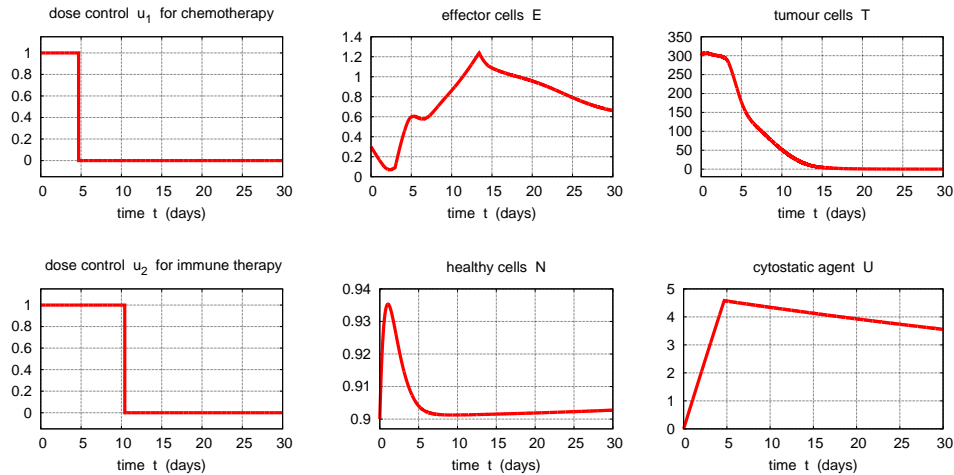 dose control u1 for chemotherapy
1
0.8
0.6
0.4
0.2
0
0 5 10 15 20 25 30
time t (days)
effector cells E
1.4
1.2
1
0.8
0.6
0.4
0.2
0
0 5 10 15 20 25 30
time t (days)
tumour cells T
350
300
250
200
150
100
50
0
0 5 10 15 20 25 30
time t (days)
dose control u2 for immune therapy
1
0.8
0.6
0.4
0.2
0
0 5 10 15 20 25 30
time t (days)
healthy cells N
0.94
0.93
0.92
0.91
0.9
0 5 10 15 20 25 30
time t (days)
cytostatic agent U
5
4
3
2
1
0
0 5 10 15 20 25 30
time t (days)